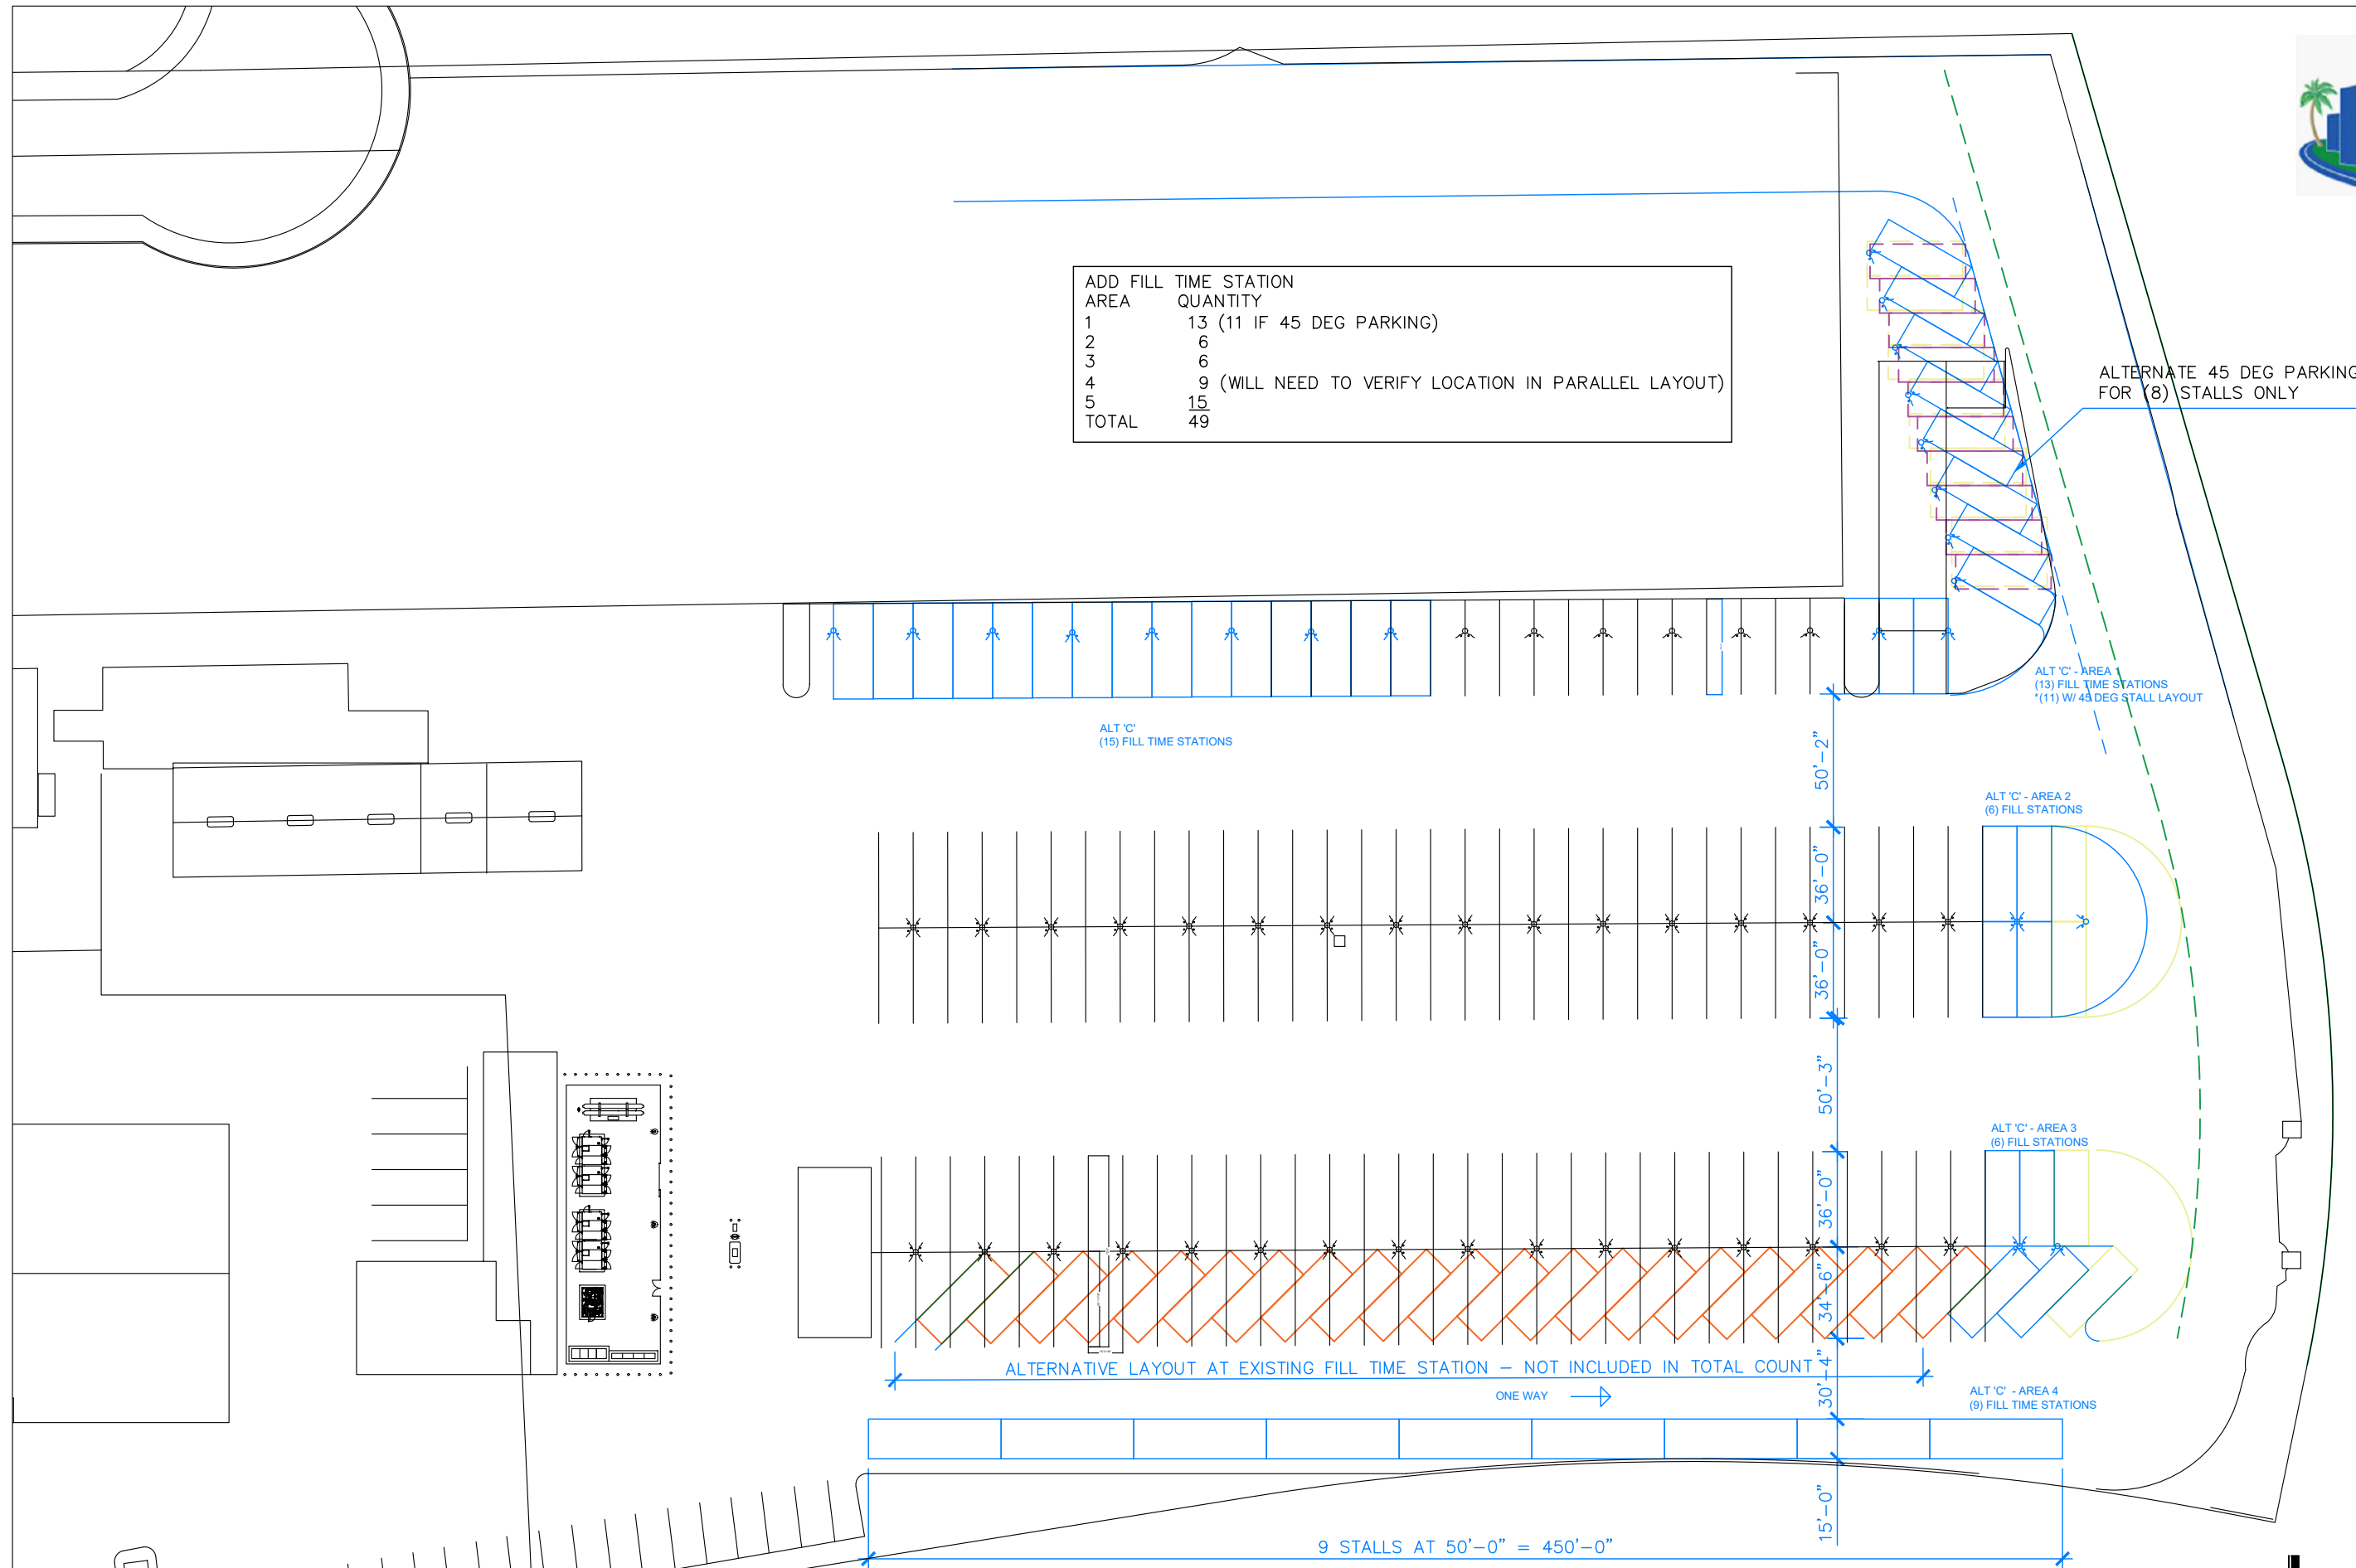 ADD FILL TIME STATION
AREA QUANTITY
1 13 (11 IF 45 DEG PARKING)
2 6
3 6
4 9 (WILL NEED TO VERIFY LOCATION IN PARALLEL LAYOUT)
5 15
TOTAL 49
ALTERNATE 45 DEG PARKING
FOR (8) STALLS ONLY
ALT 'C' - AREA 1
(13) FILL TIME STATIONS
*(11) W/ 45 DEG STALL LAYOUT
ALT 'C'
(15) FILL TIME STATIONS
50'-2"
ALT 'C' - AREA 2
(6) FILL STATIONS
36'-0"
36'-0"
50'-3"
ALT 'C' - AREA 3
(6) FILL STATIONS
36'-0"
34'-6"
ALTERNATIVE LAYOUT AT EXISTING FILL TIME STATION - NOT INCLUDED IN TOTAL COUNT
30'-4"
ONE WAY
ALT 'C' - AREA 4
(9) FILL TIME STATIONS
15'-0"
9 STALLS AT 50'-0" = 450'-0"